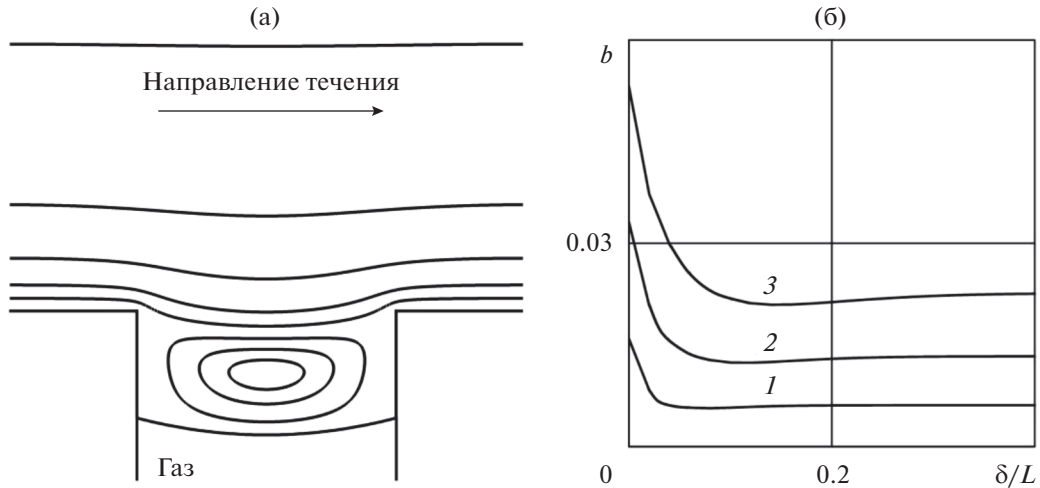 (а)
Направление течения
Газ
(б)
b
0.03
3
2
1
0
0.2
δ/L